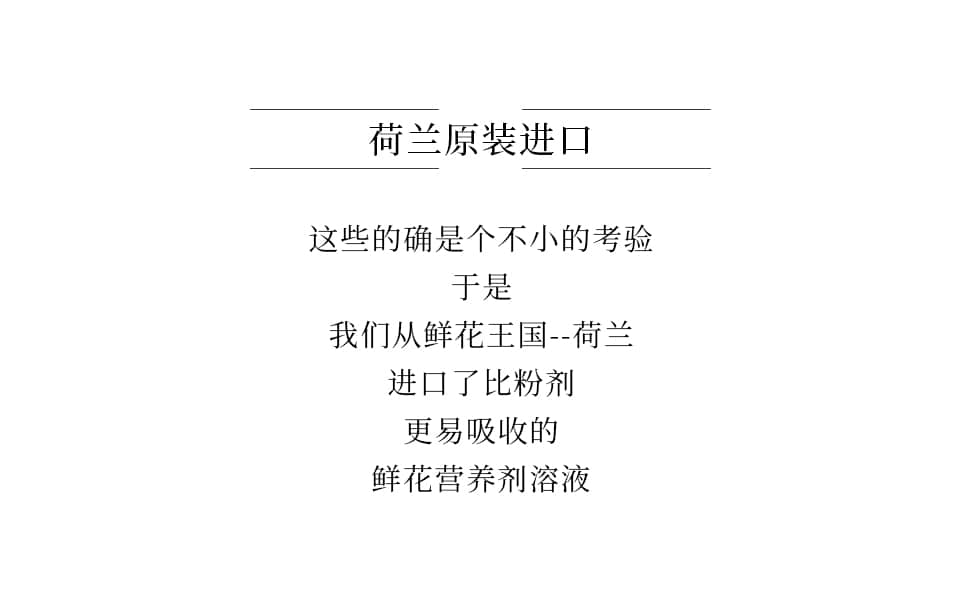 荷兰原装进口
这些的确是个不小的考验
于是
我们从鲜花王国--荷兰
进口了比粉剂
更易吸收的
鲜花营养剂溶液